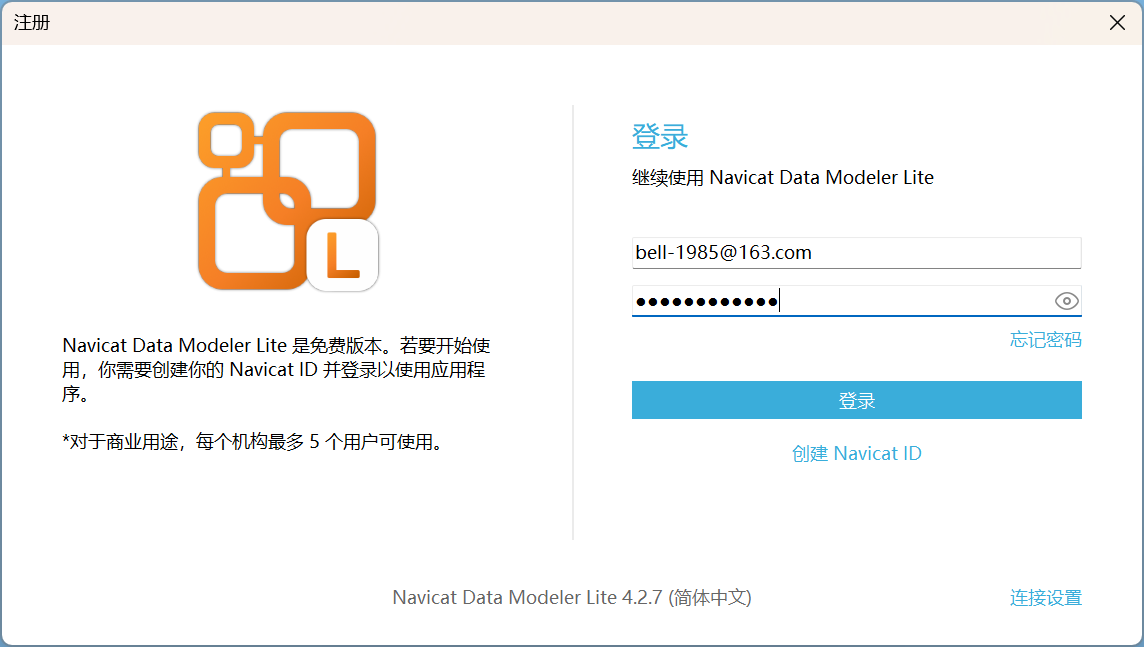 注册
L
Navicat Data Modeler Lite 是免费版本。若要开始使
用，你需要创建你的 Navicat ID 并登录以使用应用程
序。
*对于商业用途，每个机构最多 5 个用户可使用。
登录
继续使用 Navicat Data Modeler Lite
bell-1985@163.com
●●●●●●●●●●●●
忘记密码
登录
创建 Navicat ID
Navicat Data Modeler Lite 4.2.7 (简体中文)
连接设置